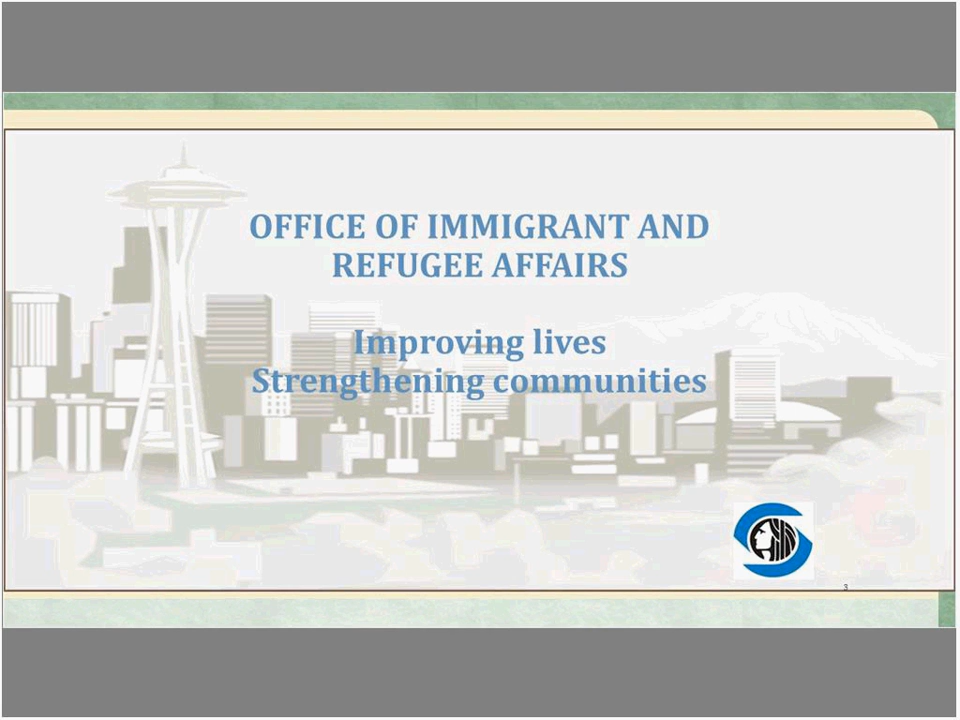 OFFICE OF IMMIGRANT AND
REFUGEE AFFAIRS
Improving lives
Strengthening communities
3